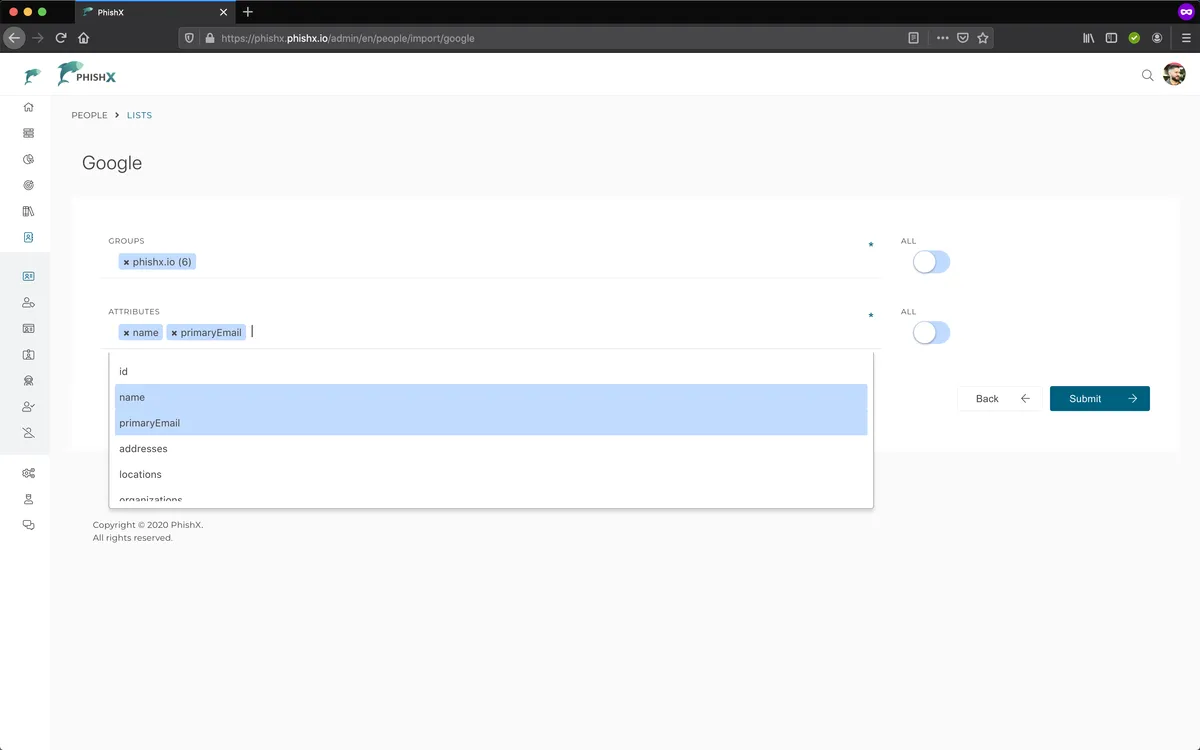 PhishX
https://phishx.phishx.io/admin/en/people/import/google
PHISHX
PEOPLE > LISTS
Google
GROUPS
* ALL
× phishx.io (6)
ATTRIBUTES
* ALL
× name × primaryEmail
id
name
primaryEmail
addresses
locations
organizations
Back
Submit
Copyright © 2020 PhishX.
All rights reserved.